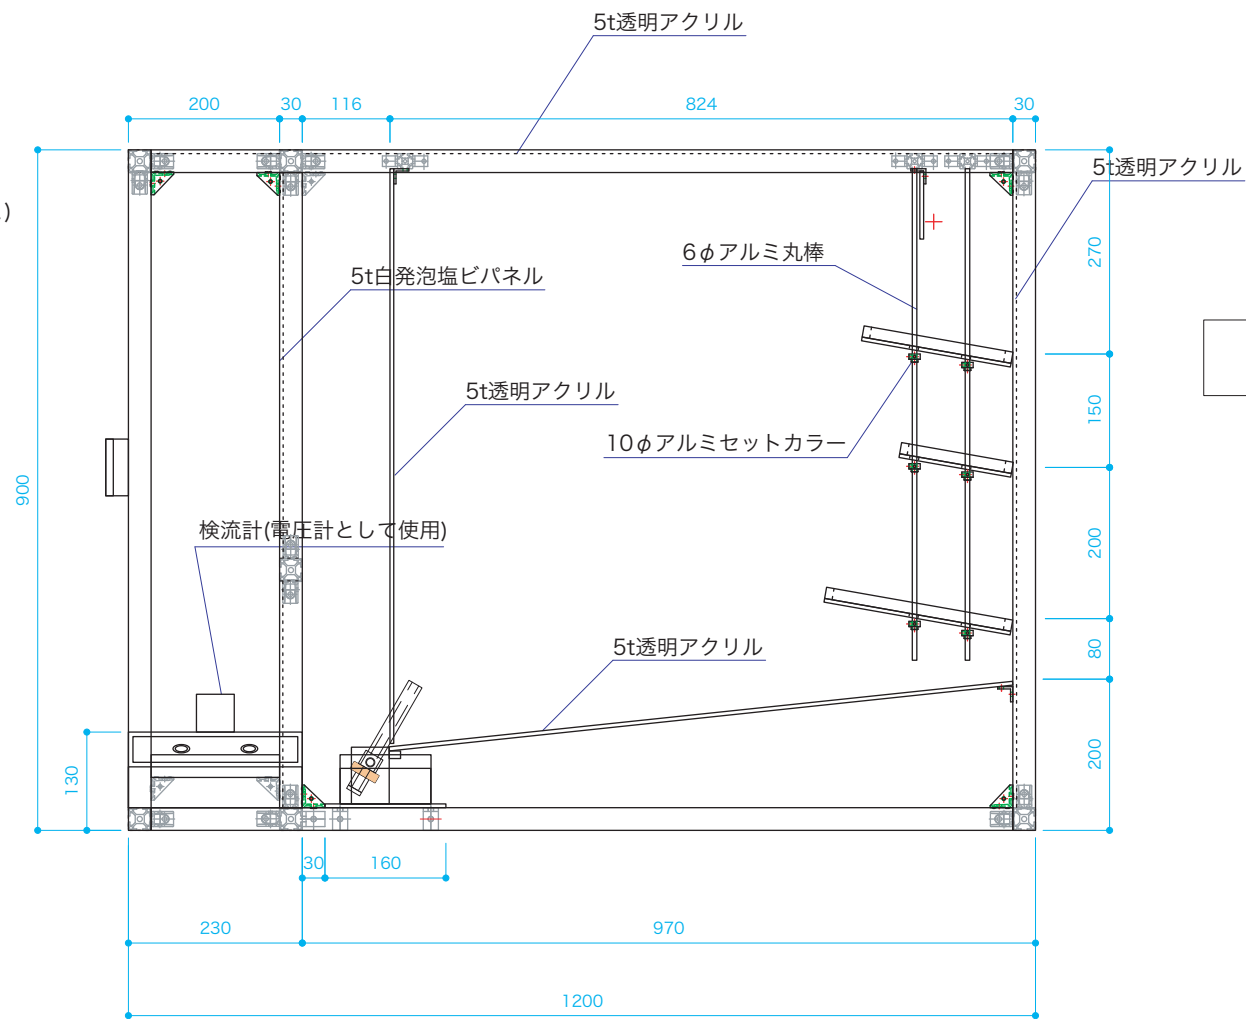 5t透明アクリル
200
30
116
824
30
5t透明アクリル
)
6φアルミ丸棒
270
5t白発泡塩ビパネル
5t透明アクリル
150
10φアルミセットカラー
900
検流計(電圧計として使用)
200
5t透明アクリル
80
130
200
30
160
230
970
1200